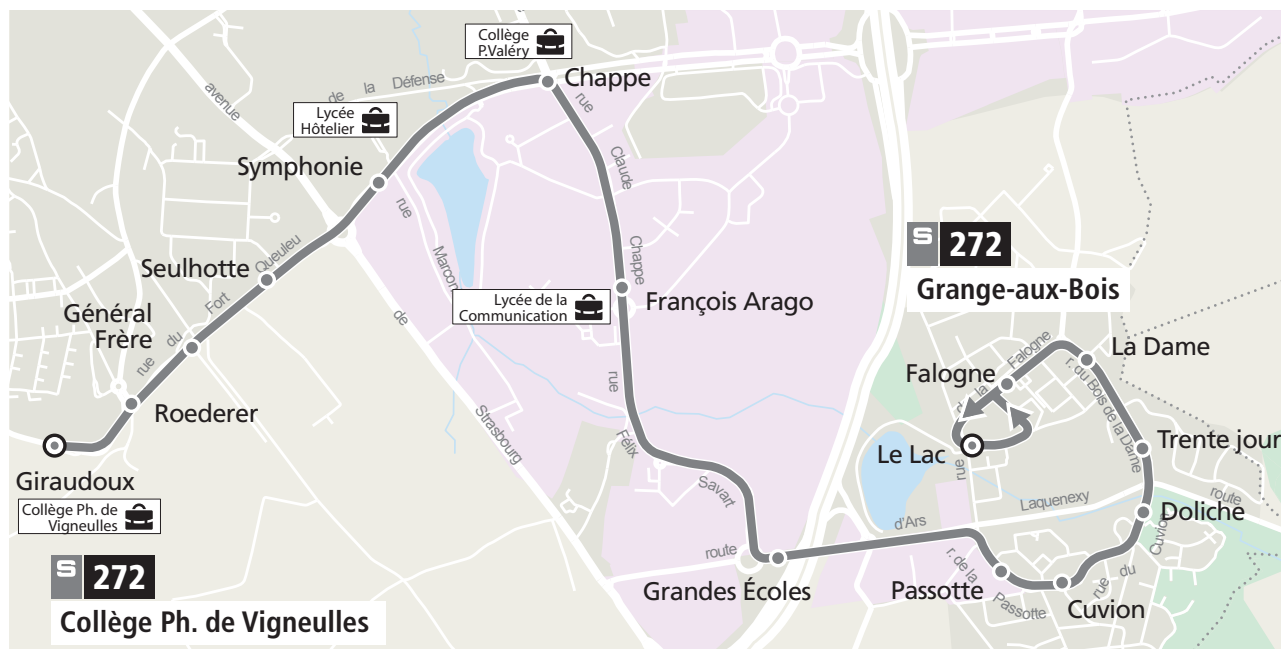 Collège
P.Valéry
Chappe
avenue
de la Défense
rue
Lycée
Hôtelier
Symphonie
Claude
rue
S 272
Grange-aux-Bois
Seulhotte
Queuleu
Fort
du
rue
Chappe
Lycée de la
Communication
François Arago
Général
Frère
de
La Dame
Falogne
de la Falogne
r. du Bois de la Dame
Roederer
rue
Strasbourg
Félix
Savart
Trente jour
Le Lac
rue
Giraudoux
Collège Ph. de
Vigneulles
Laquenexy
route
Doliche
d'Ars
route
Cuvion
du
rue
S 272
Collège Ph. de Vigneulles
Grandes Écoles
Passotte
r. de la
Passotte
Cuvion